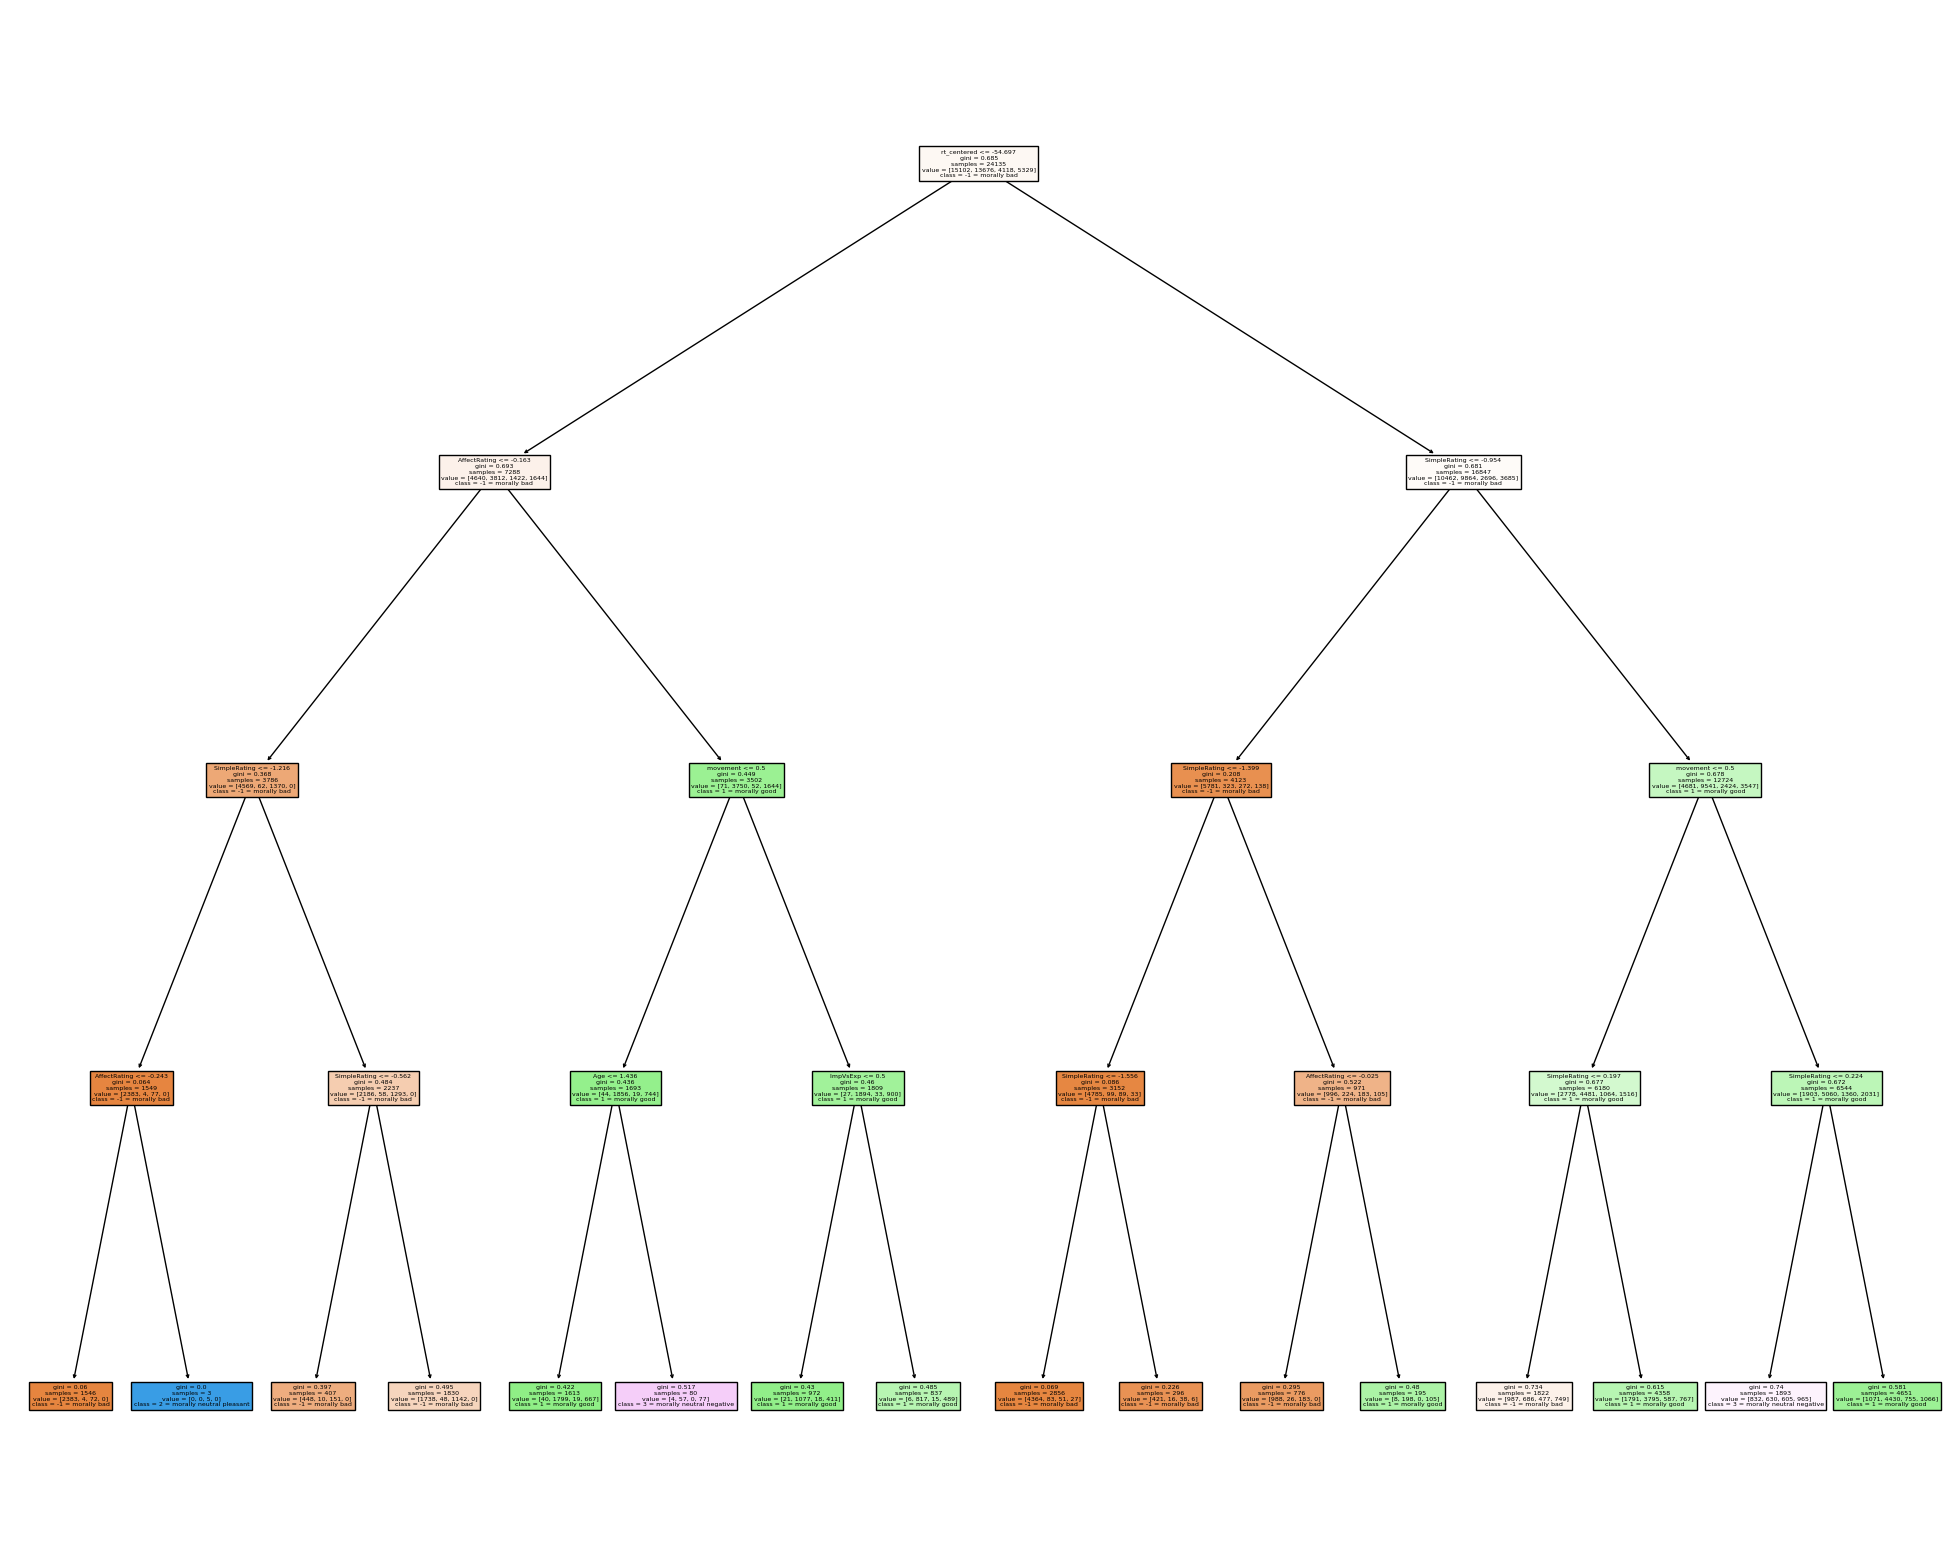 rt_centered <= -54.697
gini = 0.685
samples = 24135
value = [15102, 13676, 4118, 5329]
class = -1 = morally bad
AffectRating <= -0.163
gini = 0.693
samples = 7288
value = [4640, 3812, 1422, 1644]
class = -1 = morally bad
SimpleRating <= -0.954
gini = 0.681
samples = 16847
value = [10462, 9864, 2696, 3685]
class = -1 = morally bad
SimpleRating <= -1.216
gini = 0.368
samples = 3786
value = [4569, 62, 1370, 0]
class = -1 = morally bad
movement <= 0.5
gini = 0.449
samples = 3502
value = [71, 3750, 52, 1644]
class = 1 = morally good
SimpleRating <= -1.399
gini = 0.208
samples = 4123
value = [5781, 323, 272, 138]
class = -1 = morally bad
movement <= 0.5
gini = 0.678
samples = 12724
value = [4681, 9541, 2424, 3547]
class = 1 = morally good
AffectRating <= -0.243
gini = 0.064
samples = 1549
value = [2383, 4, 77, 0]
class = -1 = morally bad
SimpleRating <= -0.562
gini = 0.484
samples = 2237
value = [2186, 58, 1293, 0]
class = -1 = morally bad
Age <= 1.436
gini = 0.436
samples = 1693
value = [44, 1856, 19, 744]
class = 1 = morally good
ImpVsExp <= 0.5
gini = 0.46
samples = 1809
value = [27, 1894, 33, 900]
class = 1 = morally good
SimpleRating <= -1.556
gini = 0.086
samples = 3152
value = [4785, 99, 89, 33]
class = -1 = morally bad
AffectRating <= -0.025
gini = 0.522
samples = 971
value = [996, 224, 183, 105]
class = -1 = morally bad
SimpleRating <= 0.197
gini = 0.677
samples = 6180
value = [2778, 4481, 1064, 1516]
class = 1 = morally good
SimpleRating <= 0.224
gini = 0.672
samples = 6544
value = [1903, 5060, 1360, 2031]
class = 1 = morally good
gini = 0.06
samples = 1546
value = [2383, 4, 72, 0]
class = -1 = morally bad
gini = 0.0
samples = 3
value = [0, 0, 5, 0]
class = 2 = morally neutral pleasant
gini = 0.397
samples = 407
value = [448, 10, 151, 0]
class = -1 = morally bad
gini = 0.495
samples = 1830
value = [1738, 48, 1142, 0]
class = -1 = morally bad
gini = 0.422
samples = 1613
value = [40, 1799, 19, 667]
class = 1 = morally good
gini = 0.517
samples = 80
value = [4, 57, 0, 77]
class = 3 = morally neutral negative
gini = 0.43
samples = 972
value = [21, 1077, 18, 411]
class = 1 = morally good
gini = 0.485
samples = 837
value = [6, 817, 15, 489]
class = 1 = morally good
gini = 0.069
samples = 2856
value = [4364, 83, 51, 27]
class = -1 = morally bad
gini = 0.226
samples = 296
value = [421, 16, 38, 6]
class = -1 = morally bad
gini = 0.295
samples = 776
value = [988, 26, 183, 0]
class = -1 = morally bad
gini = 0.48
samples = 195
value = [8, 198, 0, 105]
class = 1 = morally good
gini = 0.734
samples = 1822
value = [987, 686, 477, 749]
class = -1 = morally bad
gini = 0.615
samples = 4358
value = [1791, 3795, 587, 767]
class = 1 = morally good
gini = 0.74
samples = 1893
value = [832, 630, 605, 965]
class = 3 = morally neutral negative
gini = 0.581
samples = 4651
value = [1071, 4430, 755, 1066]
class = 1 = morally good